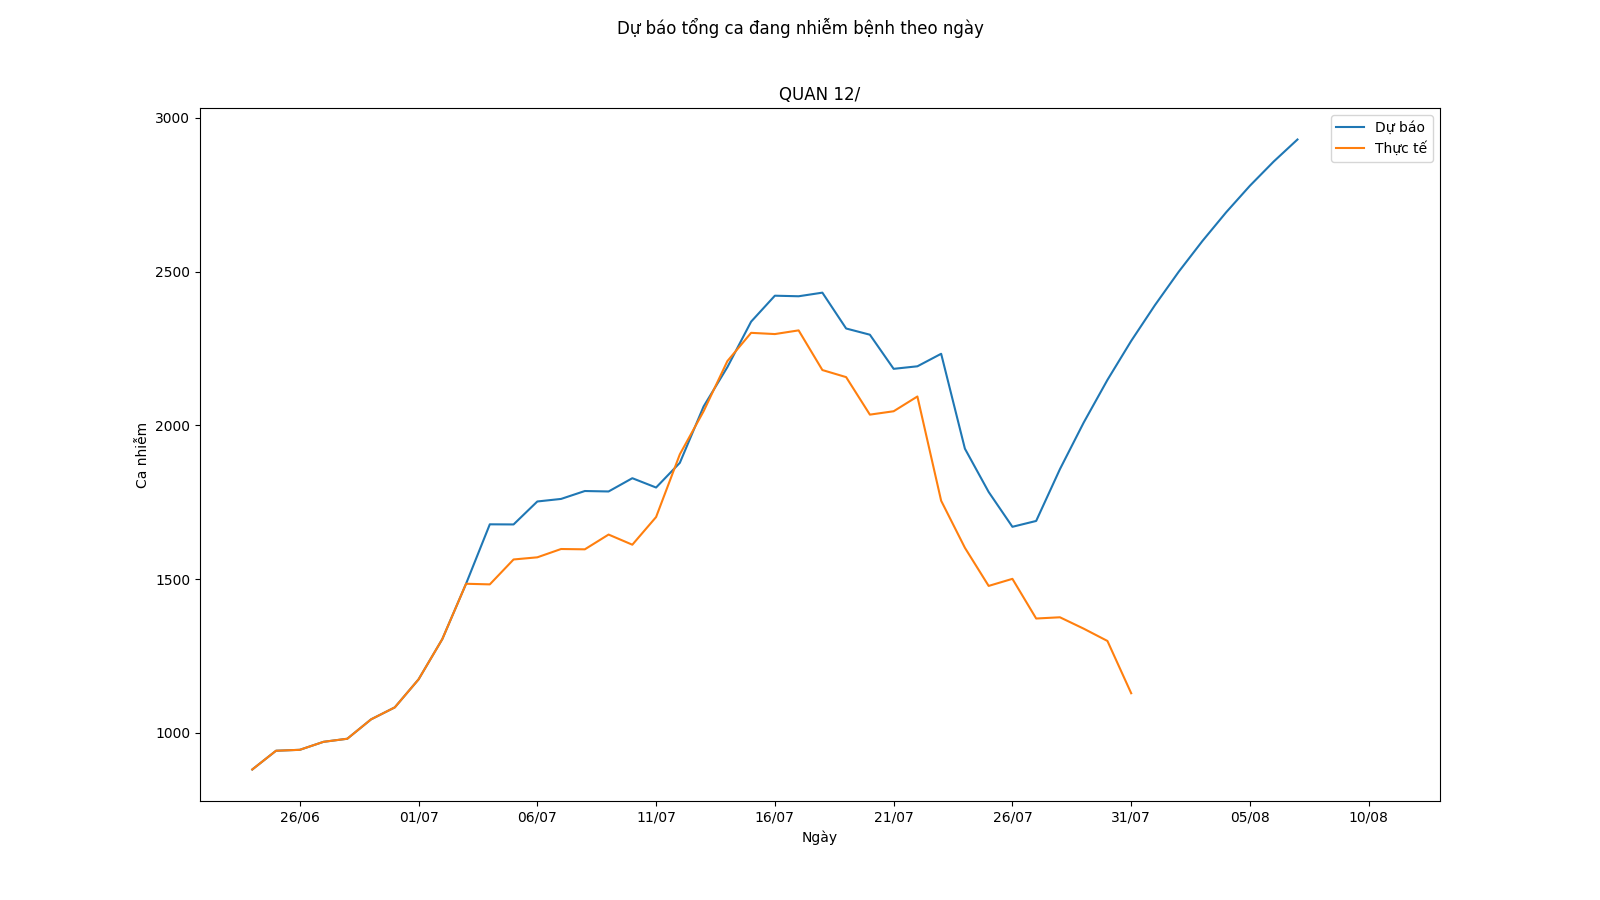 Dự báo tổng ca đang nhiễm bệnh theo ngày
QUAN 12/
Dự báo
Thực tế
3000
2500
2000
1500
1000
Ca nhiễm
26/06 01/07 06/07 11/07 16/07 21/07 26/07 31/07 05/08 10/08
Ngày